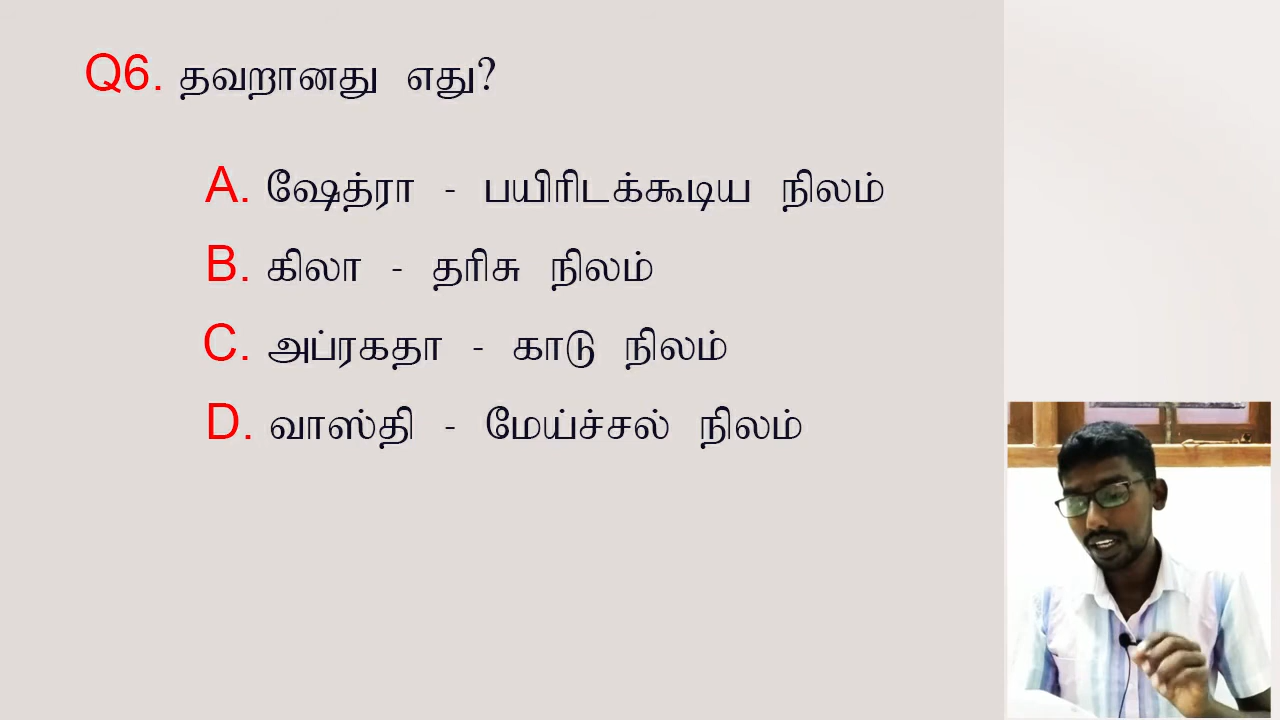 Q6. தவறானது எது?
A. ஷேத்ரா - பயிரிடக்கூடிய நிலம்
B. கிலா - தரிசு நிலம்
C. அப்ரகதா - காடு நிலம்
D. வாஸ்தி - மேய்ச்சல் நிலம்